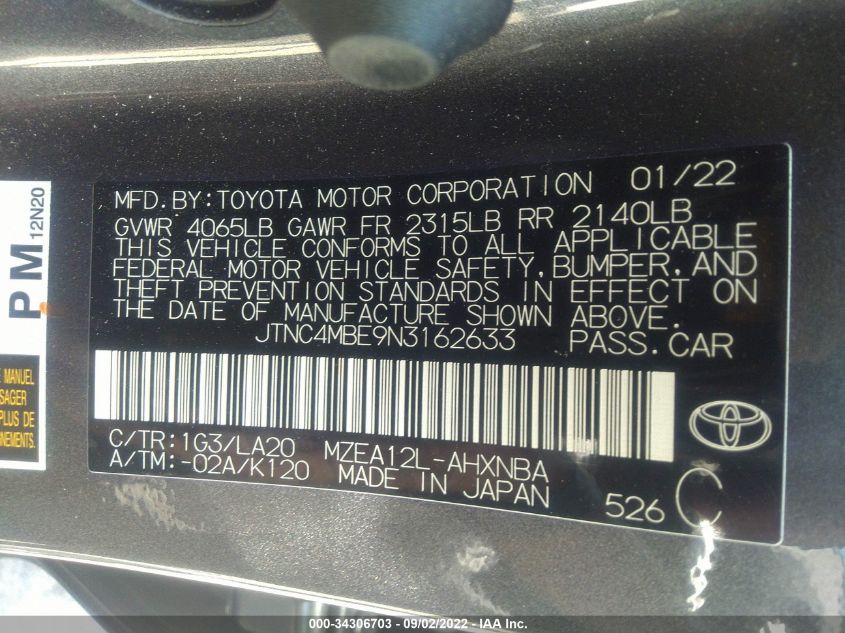 MFD. BY: TOYOTA MOTOR CORPORATION 01/22
GVWR 4065LB GAWR FR 2315LB RR 2140LB
THIS VEHICLE CONFORMS TO ALL APPLICABLE
FEDERAL MOTOR VEHICLE SAFETY, BUMPER, AND
THEFT PREVENTION STANDARDS IN EFFECT ON
THE DATE OF MANUFACTURE SHOWN ABOVE.
JTNC4MBE9N3162633 PASS. CAR
C/TR: 1G3/LA20 MZEA12L-AHXNBA
A/TM: -02A/K120 MADE IN JAPAN
526 C
PM
12N20
MANUEL
SAGER
PLUS DE
NNEMENTS.
000-34306703 - 09/02/2022 - IAA Inc.